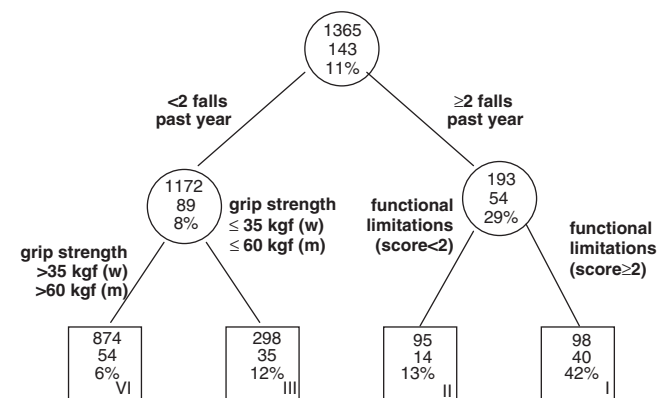 1365
143
11%
<2 falls
past year
≥2 falls
past year
1172
89
8%
193
54
29%
grip strength
≤ 35 kgf (w)
≤ 60 kgf (m)
functional
limitations
(score<2)
functional
limitations
(score≥2)
grip strength
>35 kgf (w)
>60 kgf (m)
874
54
6%
VI
298
35
12%
III
95
14
13%
II
98
40
42%
I